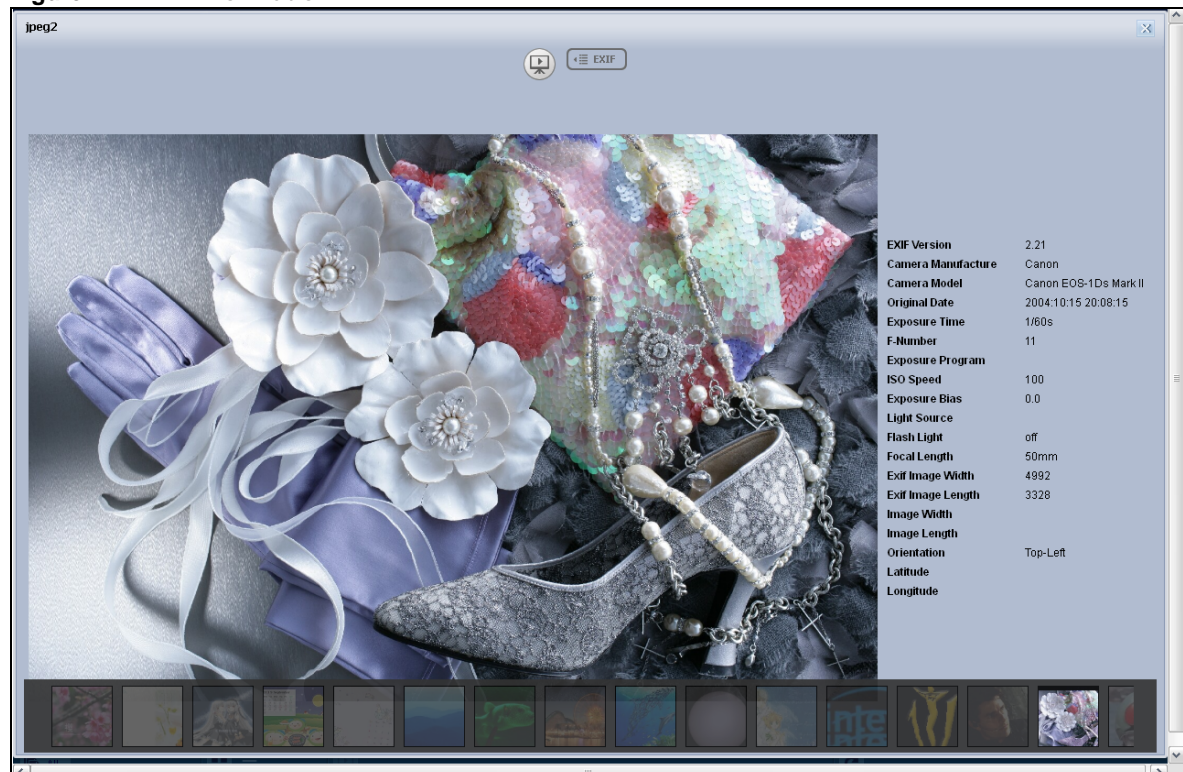 jpeg2
EXIF
EXIF Version 2.21
Camera Manufacture Canon
Camera Model Canon EOS-1Ds Mark II
Original Date 2004:10:15 20:08:15
Exposure Time 1/60s
F-Number 11
Exposure Program
ISO Speed 100
Exposure Bias 0.0
Light Source
Flash Light off
Focal Length 50mm
Exif Image Width 4992
Exif Image Length 3328
Image Width
Image Length
Orientation Top-Left
Latitude
Longitude